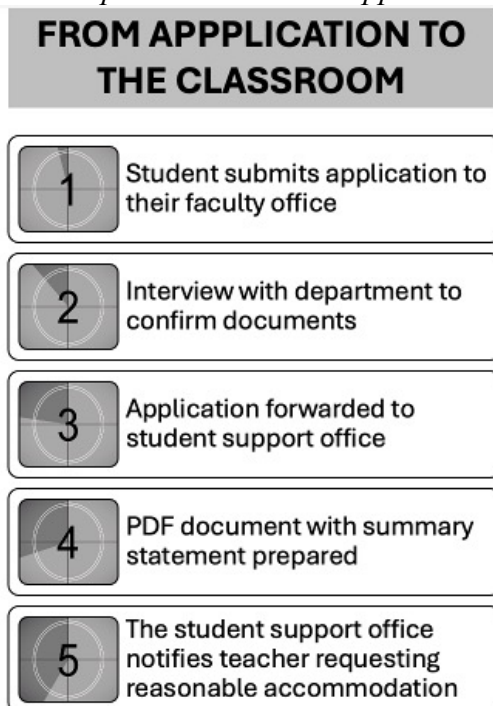 FROM APPPLICATION TO
THE CLASSROOM
1
Student submits application to
their faculty office
2
Interview with department to
confirm documents
3
Application forwarded to
student support office
4
PDF document with summary
statement prepared
5
The student support office
notifies teacher requesting
reasonable accommodation